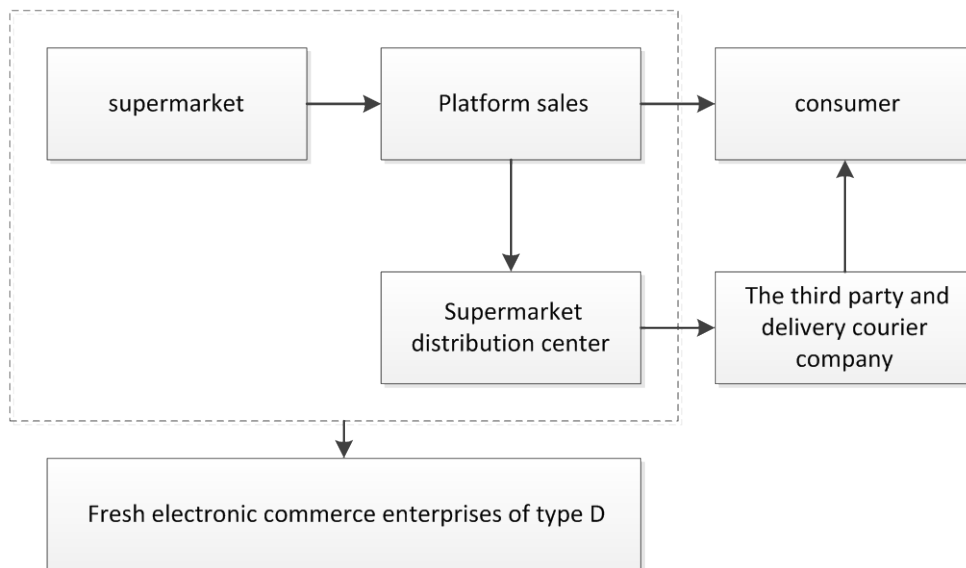 supermarket
Platform sales
consumer
Supermarket
distribution center
The third party and
delivery courier
company
Fresh electronic commerce enterprises of type D